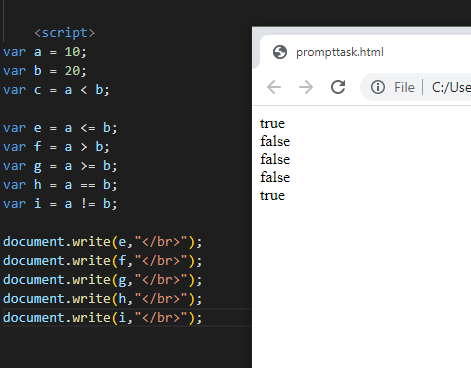 <script>
var a = 10;
var b = 20;
var c = a < b;
var e = a <= b;
var f = a > b;
var g = a >= b;
var h = a == b;
var i = a != b;
document.write(e,"</br>");
document.write(f,"</br>");
document.write(g,"</br>");
document.write(h,"</br>");
document.write(i,"</br>");
prompttask.html
File | C:/Use
true
false
false
false
true